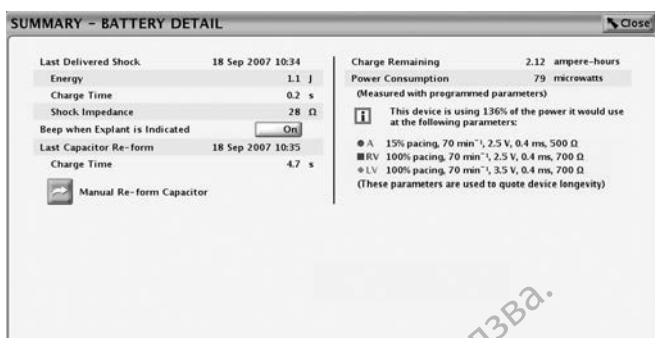 SUMMARY – BATTERY DETAIL
Close
Last Delivered Shock 18 Sep 2007 10:34
Energy 1.1 J
Charge Time 0.2 s
Shock Impedance 28 Ω
Beep when Explant is Indicated On
Last Capacitor Re-form 18 Sep 2007 10:35
Charge Time 4.7 s
Manual Re-form Capacitor
Charge Remaining 2.12 ampere-hours
Power Consumption 79 microwatts
(Measured with programmed parameters)
i This device is using 136% of the power it would use
at the following parameters:
A 15% pacing, 70 min⁻¹, 2.5 V, 0.4 ms, 500 Ω
RV 100% pacing, 70 min⁻¹, 2.5 V, 0.4 ms, 700 Ω
LV 100% pacing, 70 min⁻¹, 3.5 V, 0.4 ms, 700 Ω
(These parameters are used to quote device longevity)